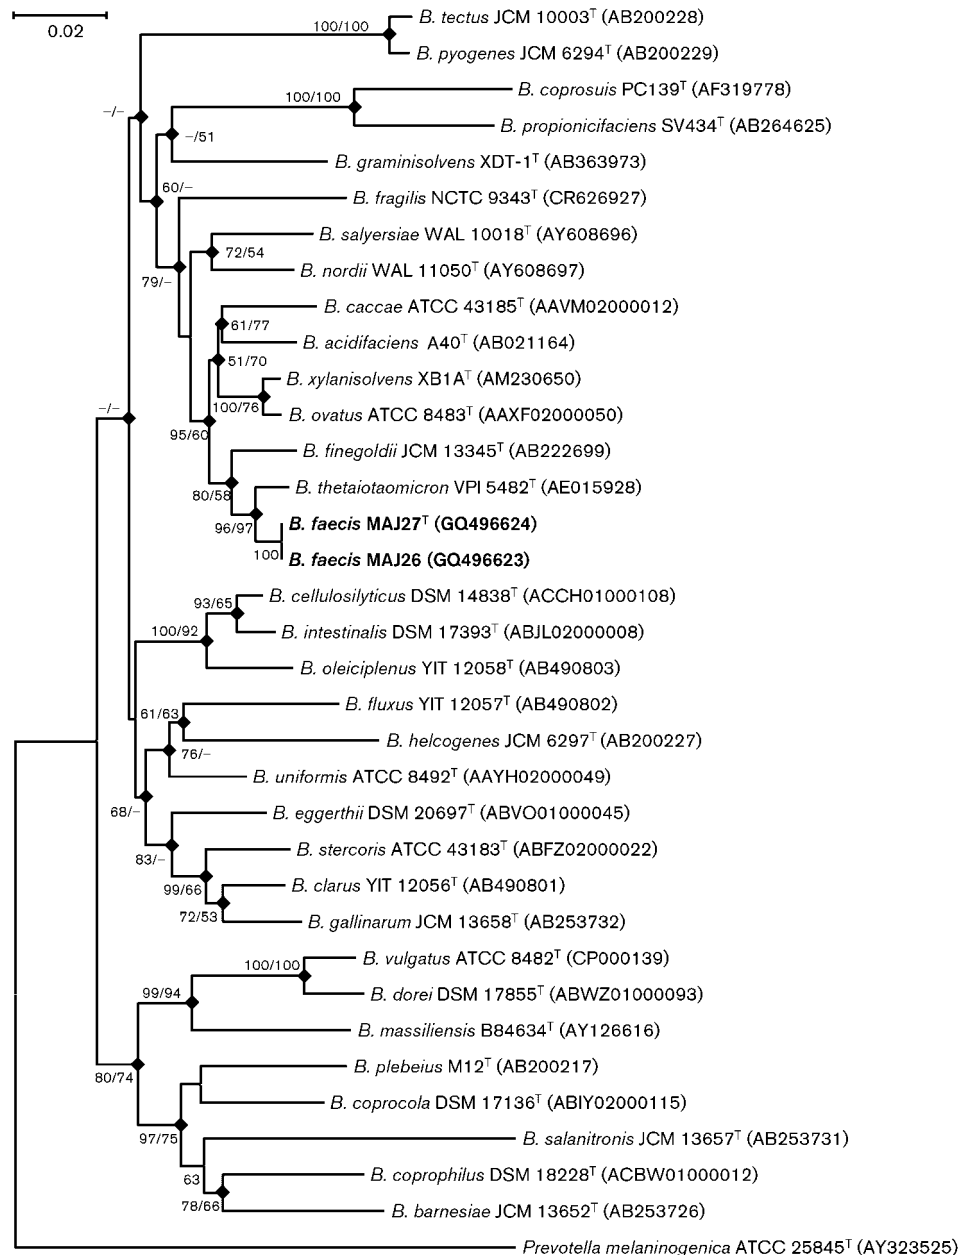 0.02
100/100
B. tectus JCM 10003T (AB200228)
B. pyogenes JCM 6294T (AB200229)
100/100
B. coprosuis PC139T (AF319778)
–/–
–/51
B. propionicifaciens SV434T (AB264625)
B. graminisolvens XDT-1T (AB363973)
60/–
B. fragilis NCTC 9343T (CR626927)
B. salyersiae WAL 10018T (AY608696)
72/54
79/–
B. nordii WAL 11050T (AY608697)
B. caccae ATCC 43185T (AAVM02000012)
61/77
B. acidifaciens A40T (AB021164)
51/70
B. xylanisolvens XB1AT (AM230650)
100/76
–/–
B. ovatus ATCC 8483T (AAXF02000050)
95/60
B. finegoldii JCM 13345T (AB222699)
80/58
B. thetaiotaomicron VPI 5482T (AE015928)
96/97
B. faecis MAJ27T (GQ496624)
100
B. faecis MAJ26 (GQ496623)
93/65
B. cellulosilyticus DSM 14838T (ACCH01000108)
100/92
B. intestinalis DSM 17393T (ABJL02000008)
B. oleiciplenus YIT 12058T (AB490803)
61/63
B. fluxus YIT 12057T (AB490802)
B. helcogenes JCM 6297T (AB200227)
76/–
B. uniformis ATCC 8492T (AAYH02000049)
68/–
B. eggerthii DSM 20697T (ABVO01000045)
83/–
B. stercoris ATCC 43183T (ABFZ02000022)
99/66
B. clarus YIT 12056T (AB490801)
72/53
B. gallinarum JCM 13658T (AB253732)
100/100
B. vulgatus ATCC 8482T (CP000139)
99/94
B. dorei DSM 17855T (ABWZ01000093)
B. massiliensis B84634T (AY126616)
80/74
B. plebeius M12T (AB200217)
B. coprocola DSM 17136T (ABIY02000115)
97/75
B. salanitronis JCM 13657T (AB253731)
63
B. coprophilus DSM 18228T (ACBW01000012)
78/66
B. barnesiae JCM 13652T (AB253726)
Prevotella melaninogenica ATCC 25845T (AY323525)